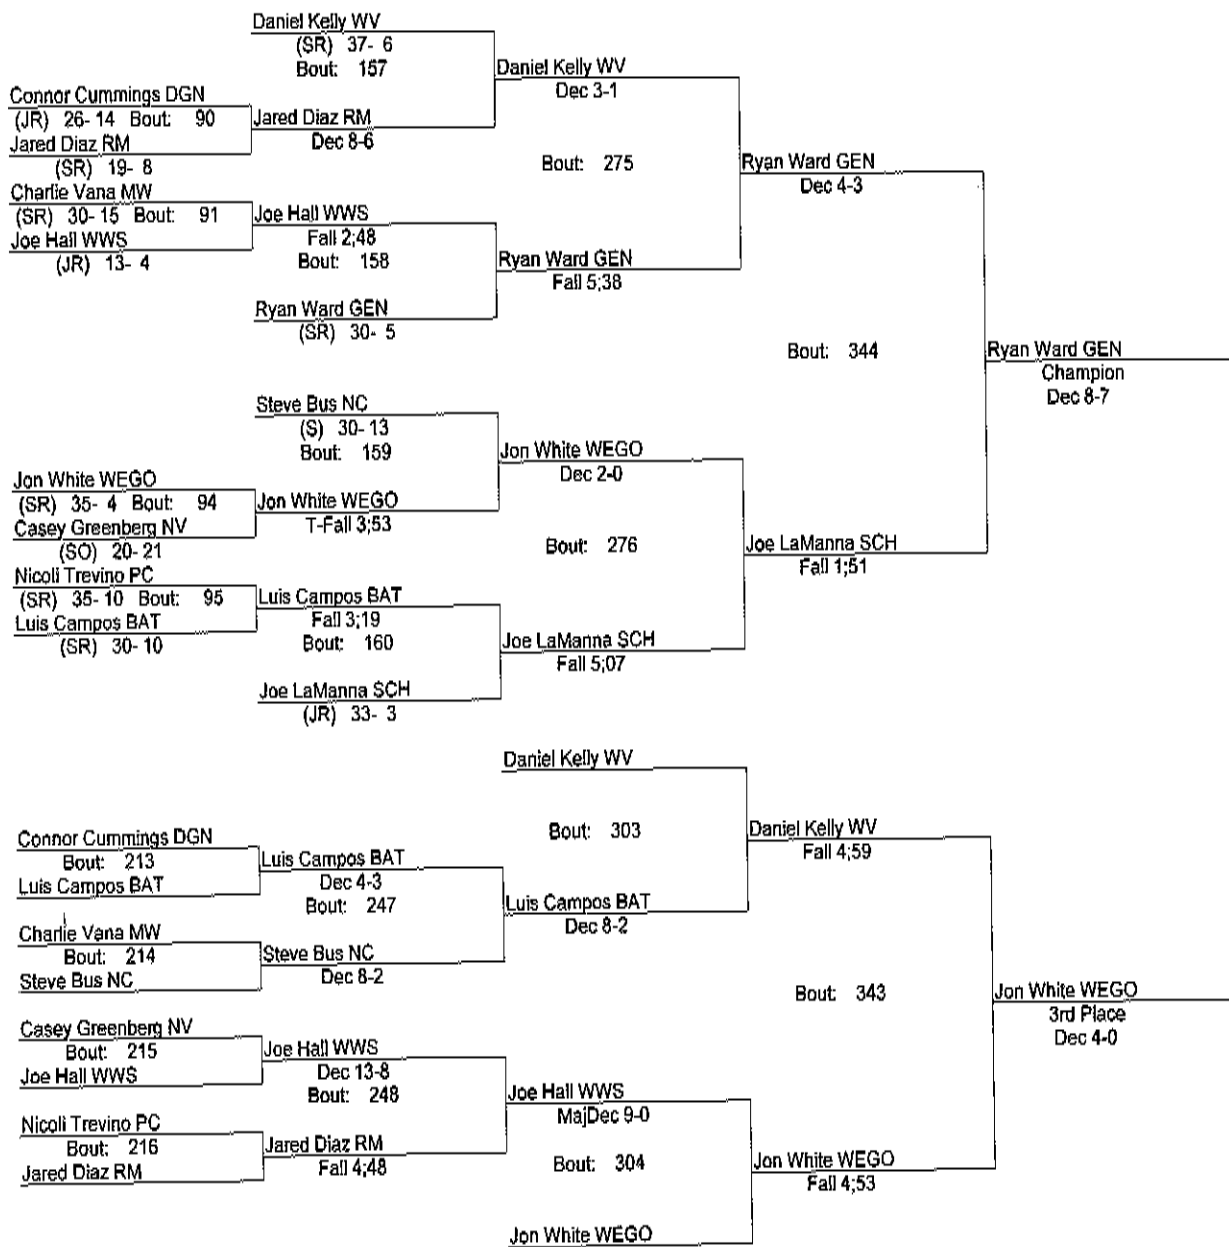 Daniel Kelly WV
(SR) 37- 6
Bout: 157
Daniel Kelly WV
Dec 3-1
Connor Cummings DGN
(JR) 26- 14 Bout: 90
Jared Diaz RM
Dec 8-6
Jared Diaz RM
(SR) 19- 8
Bout: 275
Ryan Ward GEN
Dec 4-3
Charlie Vana MW
(SR) 30- 15 Bout: 91
Joe Hall WWS
Fall 2;48
Joe Hall WWS
(JR) 13- 4
Bout: 158
Ryan Ward GEN
Fall 5;38
Ryan Ward GEN
(SR) 30- 5
Bout: 344
Ryan Ward GEN
Champion
Dec 8-7
Steve Bus NC
(S) 30- 13
Bout: 159
Jon White WEGO
Dec 2-0
Jon White WEGO
(SR) 35- 4 Bout: 94
Jon White WEGO
T-Fall 3;53
Casey Greenberg NV
(SO) 20- 21
Bout: 276
Joe LaManna SCH
Fall 1;51
Nicoli Trevino PC
(SR) 35- 10 Bout: 95
Luis Campos BAT
Fall 3;19
Luis Campos BAT
(SR) 30- 10
Bout: 160
Joe LaManna SCH
Fall 5;07
Joe LaManna SCH
(JR) 33- 3
Daniel Kelly WV
Bout: 303
Daniel Kelly WV
Fall 4;59
Connor Cummings DGN
Bout: 213
Luis Campos BAT
Dec 4-3
Luis Campos BAT
Bout: 247
Luis Campos BAT
Dec 8-2
Charlie Vana MW
Bout: 214
Steve Bus NC
Dec 8-2
Steve Bus NC
Bout: 343
Jon White WEGO
3rd Place
Dec 4-0
Casey Greenberg NV
Bout: 215
Joe Hall WWS
Dec 13-8
Joe Hall WWS
Bout: 248
Joe Hall WWS
MajDec 9-0
Nicoli Trevino PC
Bout: 216
Jared Diaz RM
Fall 4;48
Jared Diaz RM
Bout: 304
Jon White WEGO
Fall 4;53
Jon White WEGO